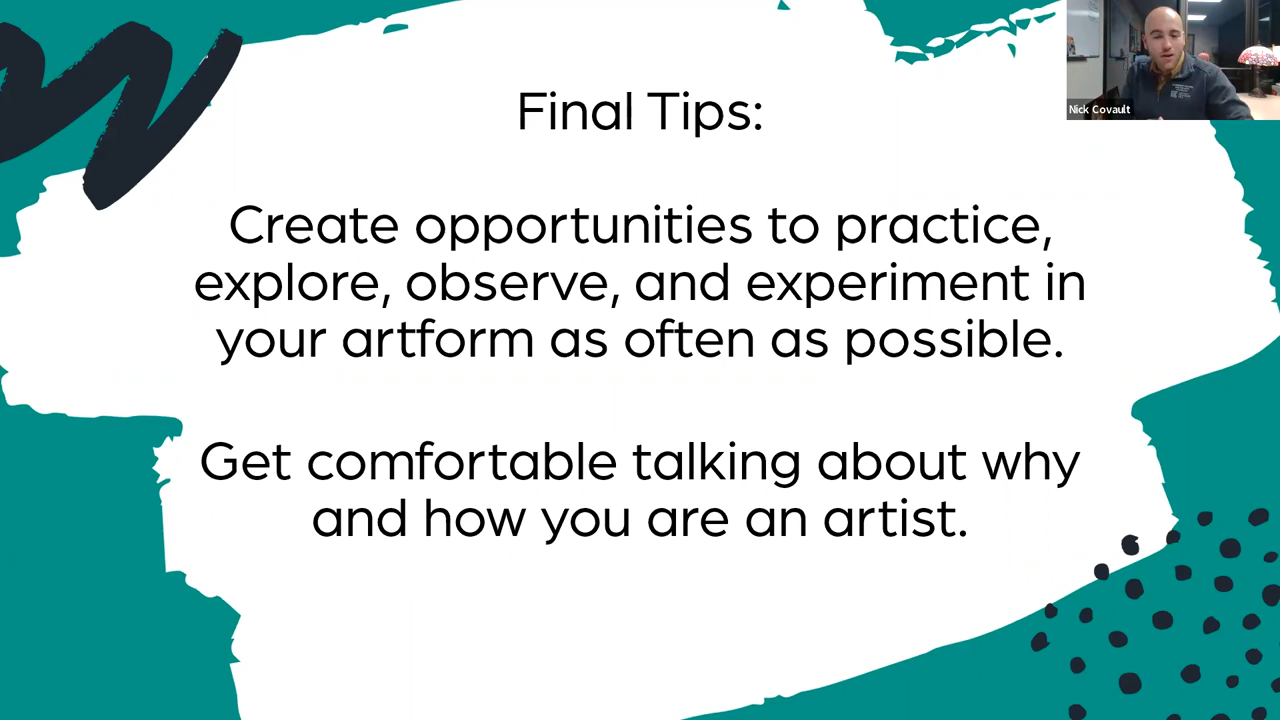 Final Tips:
Create opportunities to practice,
explore, observe, and experiment in
your artform as often as possible.
Get comfortable talking about why
and how you are an artist.
Nick Covault